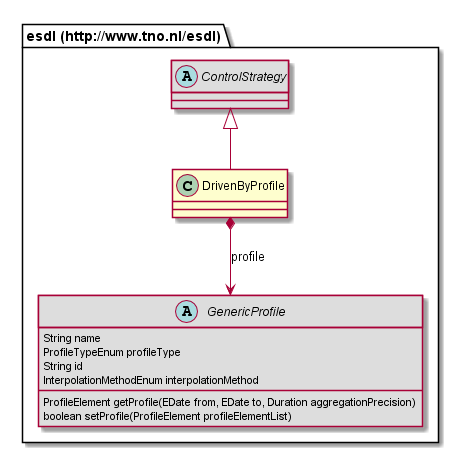 esdl (http://www.tno.nl/esdl)
A ControlStrategy
C DrivenByProfile
profile
A GenericProfile
String name
ProfileTypeEnum profileType
String id
InterpolationMethodEnum interpolationMethod
ProfileElement getProfile(EDate from, EDate to, Duration aggregationPrecision)
boolean setProfile(ProfileElement profileElementList)